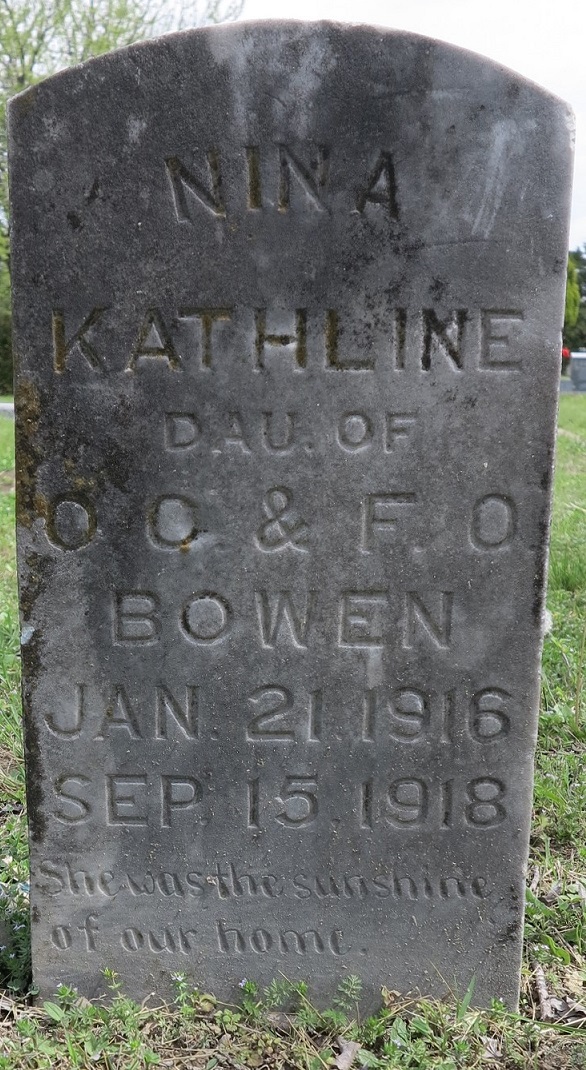 NINA
KATHLINE
DAU. OF
O. C. & F. O.
BOWEN
JAN. 21. 1916
SEP. 15. 1918
She was the sunshine
of our home.